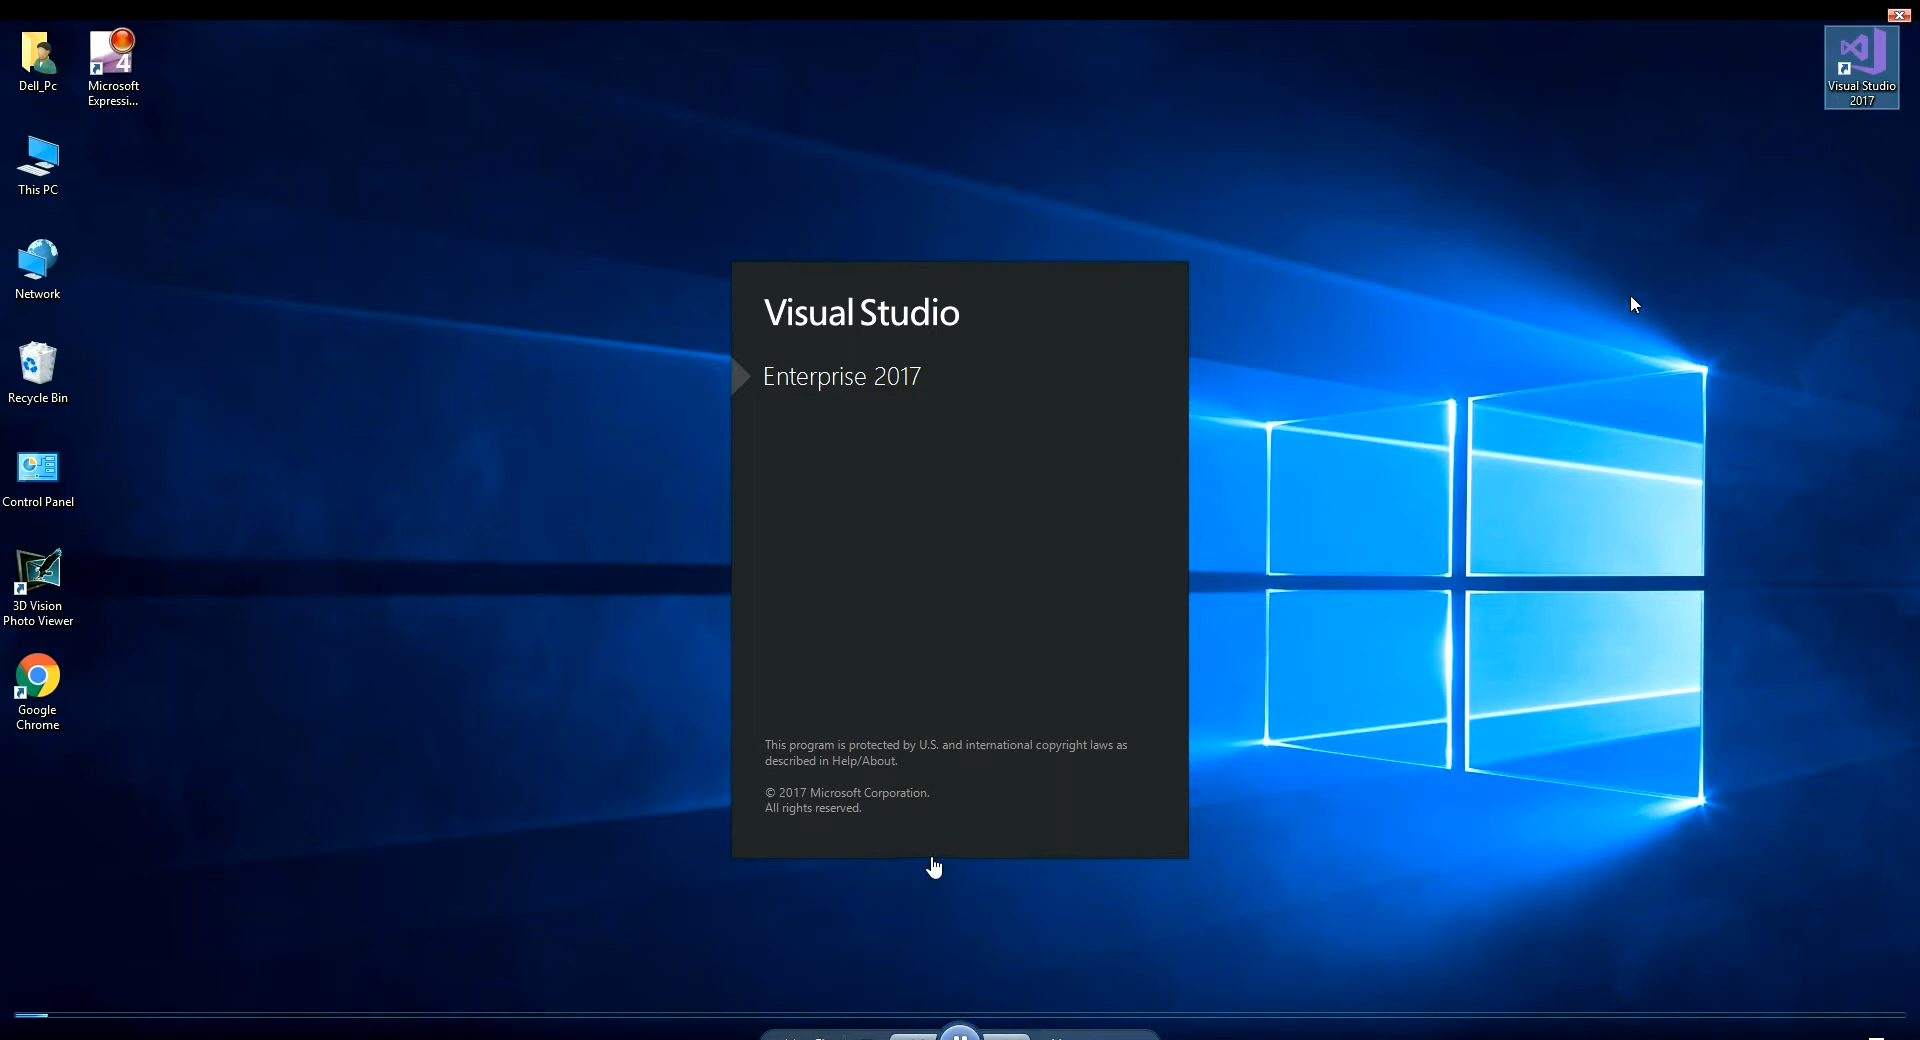 Dell_Pc
Microsoft
Expressi...
4
Visual Studio
2017
This PC
Network
Recycle Bin
Control Panel
3D Vision
Photo Viewer
Google
Chrome
Visual Studio
Enterprise 2017
This program is protected by U.S. and international copyright laws as
described in Help/About.
© 2017 Microsoft Corporation.
All rights reserved.